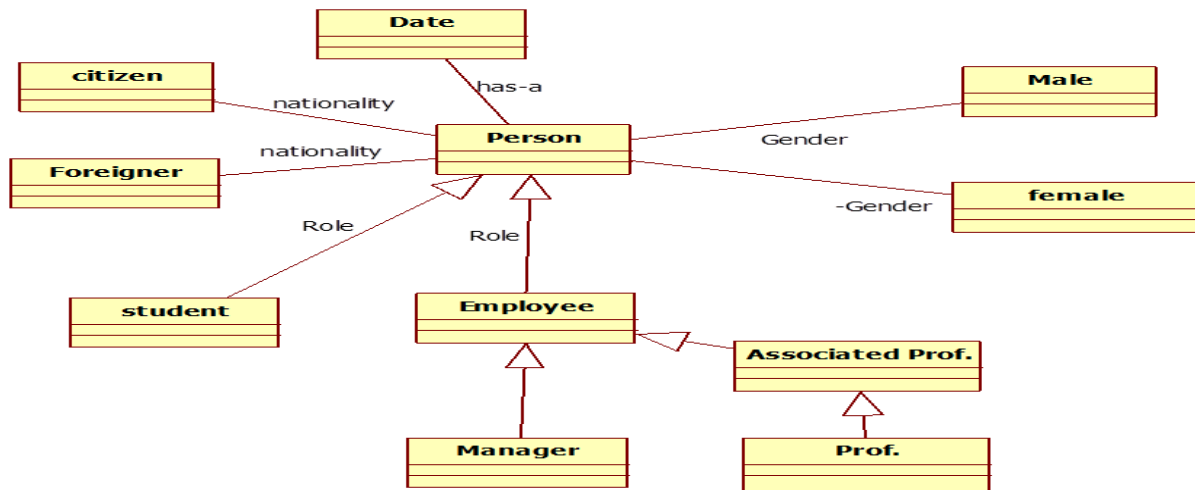 Date
citizen
Male
has-a
nationality
Person
Gender
nationality
Foreigner
-Gender
female
Role
Role
student
Employee
Associated Prof.
Manager
Prof.